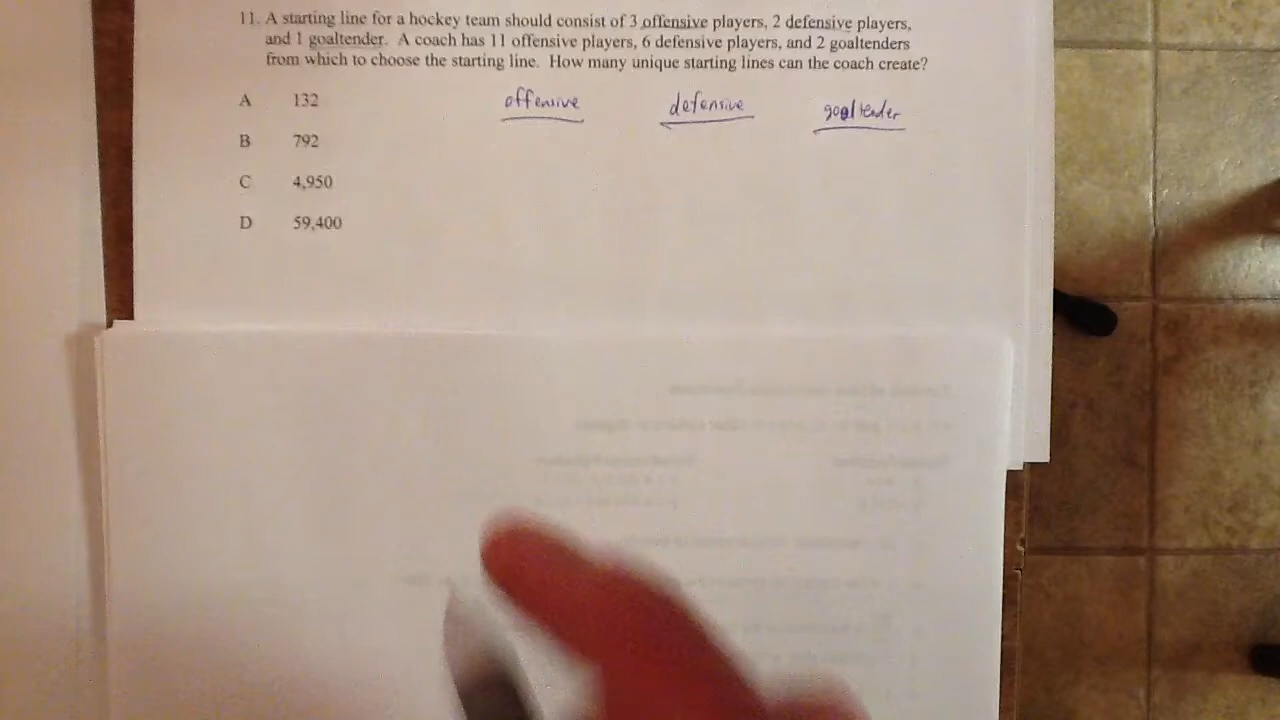 11. A starting line for a hockey team should consist of 3 offensive players, 2 defensive players,
and 1 goaltender. A coach has 11 offensive players, 6 defensive players, and 2 goaltenders
from which to choose the starting line. How many unique starting lines can the coach create?
A 132
offensive defensive goaltender
B 792
C 4,950
D 59,400